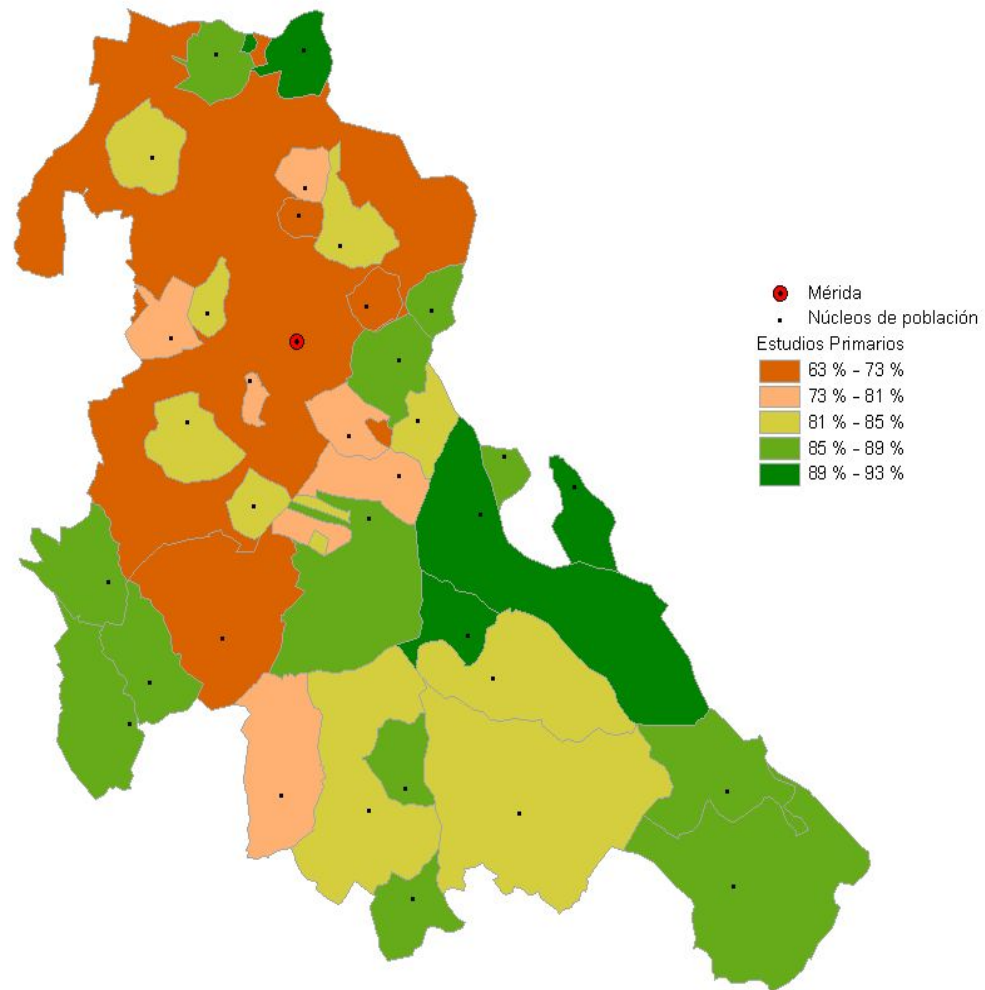 Mérida
Núcleos de población
Estudios Primarios
63 % - 73 %
73 % - 81 %
81 % - 85 %
85 % - 89 %
89 % - 93 %